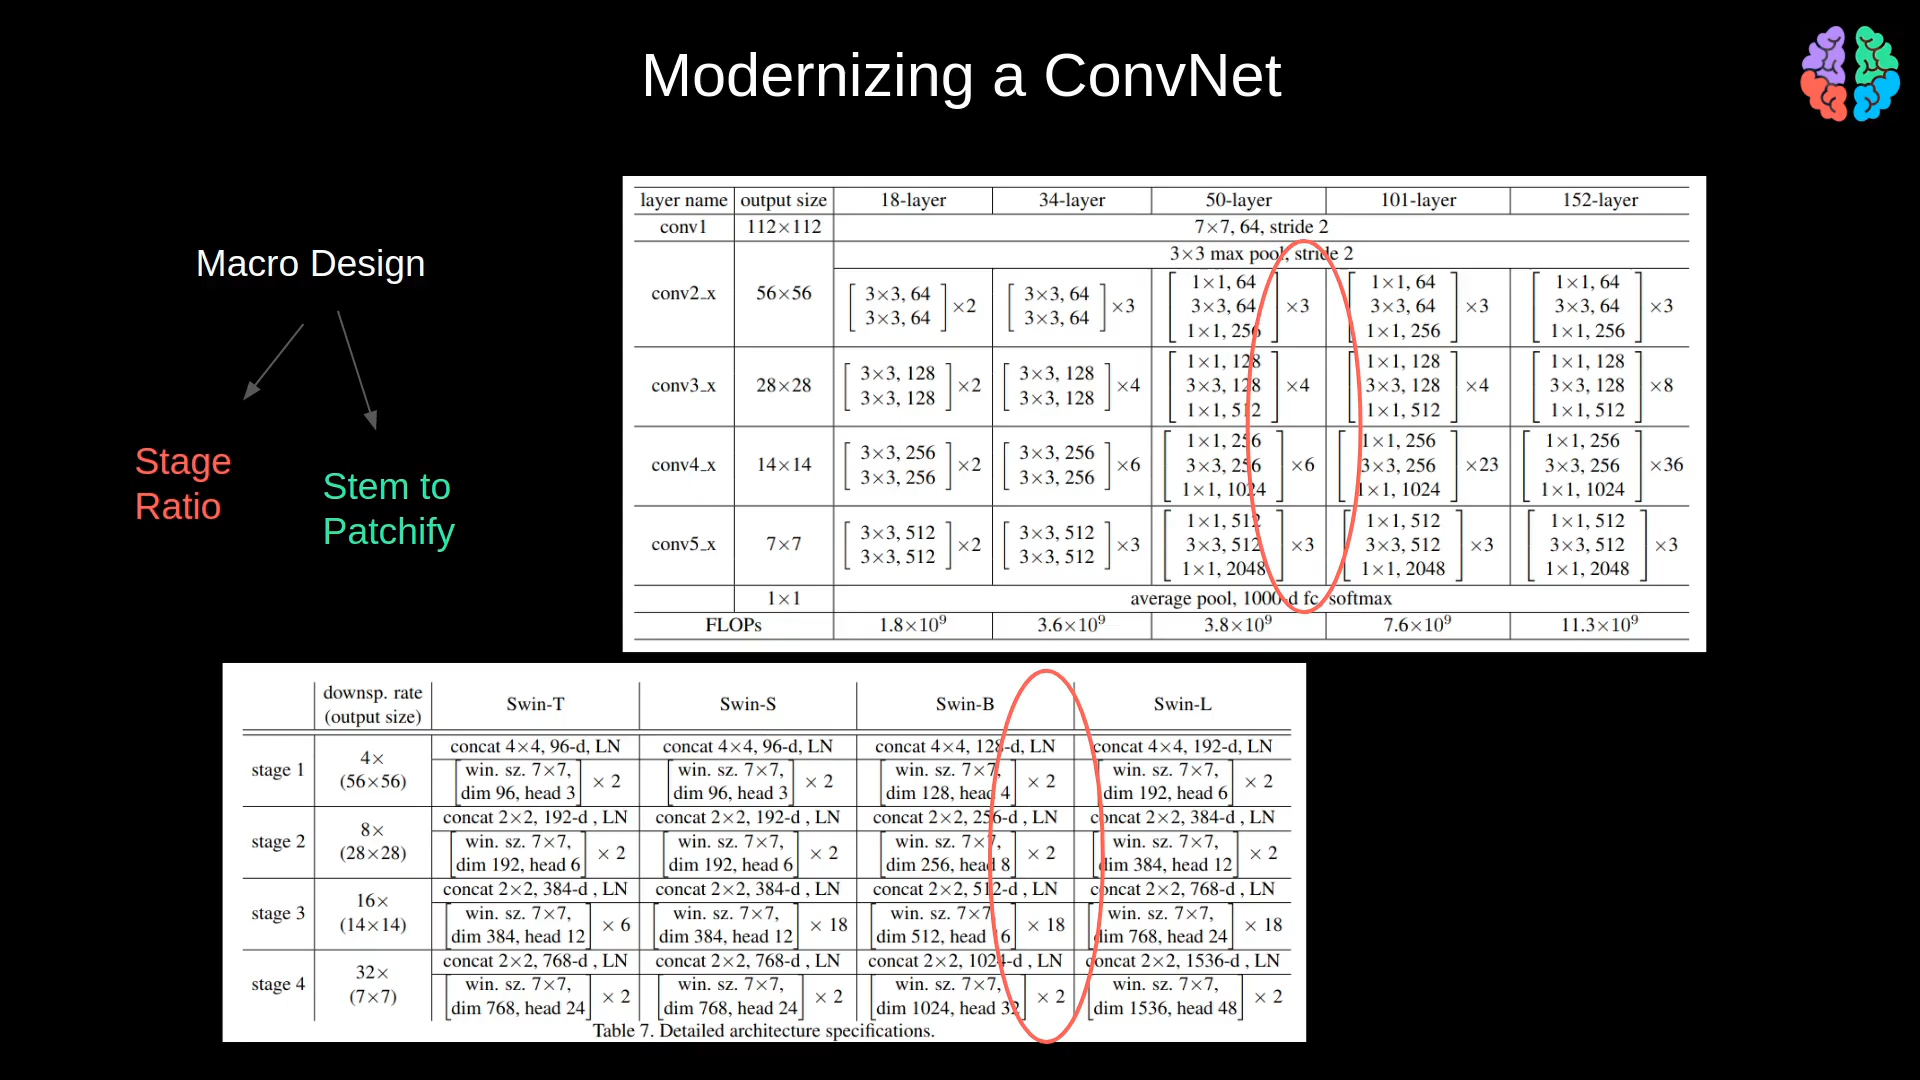 Modernizing a ConvNet
Macro Design
Stage
Ratio
Stem to
Patchify
layer name output size 18-layer 34-layer 50-layer 101-layer 152-layer
conv1 112×112 7×7, 64, stride 2
3×3 max pool, stride 2
conv2_x 56×56 [3×3, 64 3×3, 64] ×2 [3×3, 64 3×3, 64] ×3 [1×1, 64 3×3, 64 1×1, 256] ×3 [1×1, 64 3×3, 64 1×1, 256] ×3 [1×1, 64 3×3, 64 1×1, 256] ×3
conv3_x 28×28 [3×3, 128 3×3, 128] ×2 [3×3, 128 3×3, 128] ×4 [1×1, 128 3×3, 128 1×1, 512] ×4 [1×1, 128 3×3, 128 1×1, 512] ×4 [1×1, 128 3×3, 128 1×1, 512] ×8
conv4_x 14×14 [3×3, 256 3×3, 256] ×2 [3×3, 256 3×3, 256] ×6 [1×1, 256 3×3, 256 1×1, 1024] ×6 [1×1, 256 3×3, 256 1×1, 1024] ×23 [1×1, 256 3×3, 256 1×1, 1024] ×36
conv5_x 7×7 [3×3, 512 3×3, 512] ×2 [3×3, 512 3×3, 512] ×3 [1×1, 512 3×3, 512 1×1, 2048] ×3 [1×1, 512 3×3, 512 1×1, 2048] ×3 [1×1, 512 3×3, 512 1×1, 2048] ×3
1×1 average pool, 1000-d fc, softmax
FLOPs 1.8×10⁹ 3.6×10⁹ 3.8×10⁹ 7.6×10⁹ 11.3×10⁹
downsp. rate
(output size) Swin-T Swin-S Swin-B Swin-L
concat 4×4, 96-d, LN concat 4×4, 96-d, LN concat 4×4, 128-d, LN concat 4×4, 192-d, LN
stage 1 4× (56×56) [win. sz. 7×7, dim 96, head 3] × 2 [win. sz. 7×7, dim 96, head 3] × 2 [win. sz. 7×7, dim 128, head 4] × 2 [win. sz. 7×7, dim 192, head 6] × 2
concat 2×2, 192-d , LN concat 2×2, 192-d , LN concat 2×2, 256-d , LN concat 2×2, 384-d , LN
stage 2 8× (28×28) [win. sz. 7×7, dim 192, head 6] × 2 [win. sz. 7×7, dim 192, head 6] × 2 [win. sz. 7×7, dim 256, head 8] × 2 [win. sz. 7×7, dim 384, head 12] × 2
concat 2×2, 384-d , LN concat 2×2, 384-d , LN concat 2×2, 512-d , LN concat 2×2, 768-d , LN
stage 3 16× (14×14) [win. sz. 7×7, dim 384, head 12] × 6 [win. sz. 7×7, dim 384, head 12] × 18 [win. sz. 7×7, dim 512, head 16] × 18 [win. sz. 7×7, dim 768, head 24] × 18
concat 2×2, 768-d , LN concat 2×2, 768-d , LN concat 2×2, 1024-d , LN concat 2×2, 1536-d , LN
stage 4 32× (7×7) [win. sz. 7×7, dim 768, head 24] × 2 [win. sz. 7×7, dim 768, head 24] × 2 [win. sz. 7×7, dim 1024, head 32] × 2 [win. sz. 7×7, dim 1536, head 48] × 2
Table 7. Detailed architecture specifications.